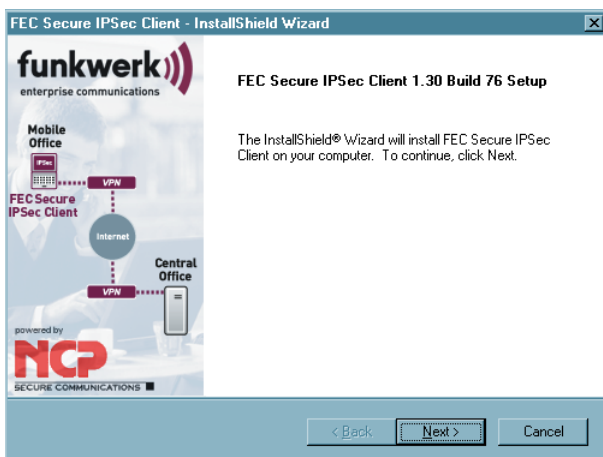 FEC Secure IPSec Client - InstallShield Wizard
funkwerk
enterprise communications
Mobile
Office
IPSec
VPN
FEC Secure
IPSec Client
Internet
Central
Office
VPN
powered by
NCP
SECURE COMMUNICATIONS
FEC Secure IPSec Client 1.30 Build 76 Setup
The InstallShield® Wizard will install FEC Secure IPSec
Client on your computer. To continue, click Next.
< Back
Next >
Cancel